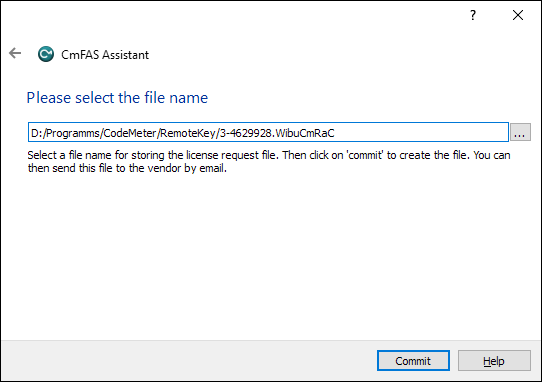 ?
CmFAS Assistant
Please select the file name
D:/Programms/CodeMeter/RemoteKey/3-4629928.WibuCmRaC
...
Select a file name for storing the license request file. Then click on 'commit' to create the file. You can
then send this file to the vendor by email.
Commit
Help